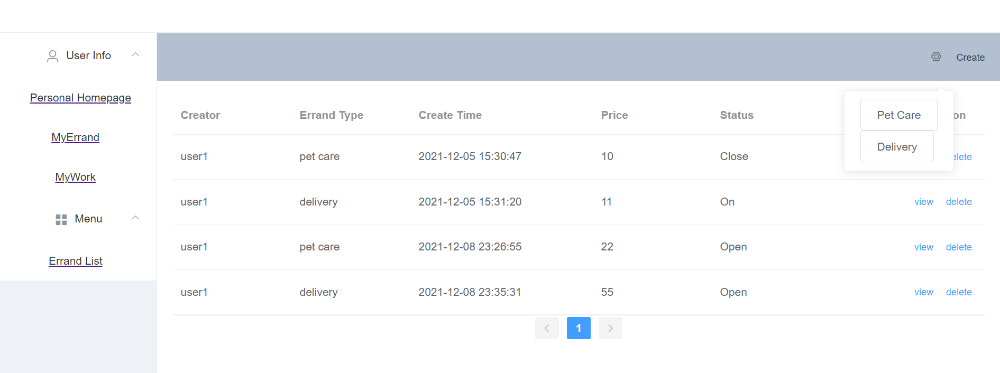 User Info
Create
Personal Homepage
MyErrand
MyWork
Menu
Errand List
Creator Errand Type Create Time Price Status
Pet Care
Delivery
user1 pet care 2021-12-05 15:30:47 10 Close
user1 delivery 2021-12-05 15:31:20 11 On view delete
user1 pet care 2021-12-08 23:26:55 22 Open view delete
user1 delivery 2021-12-08 23:35:31 55 Open view delete
1